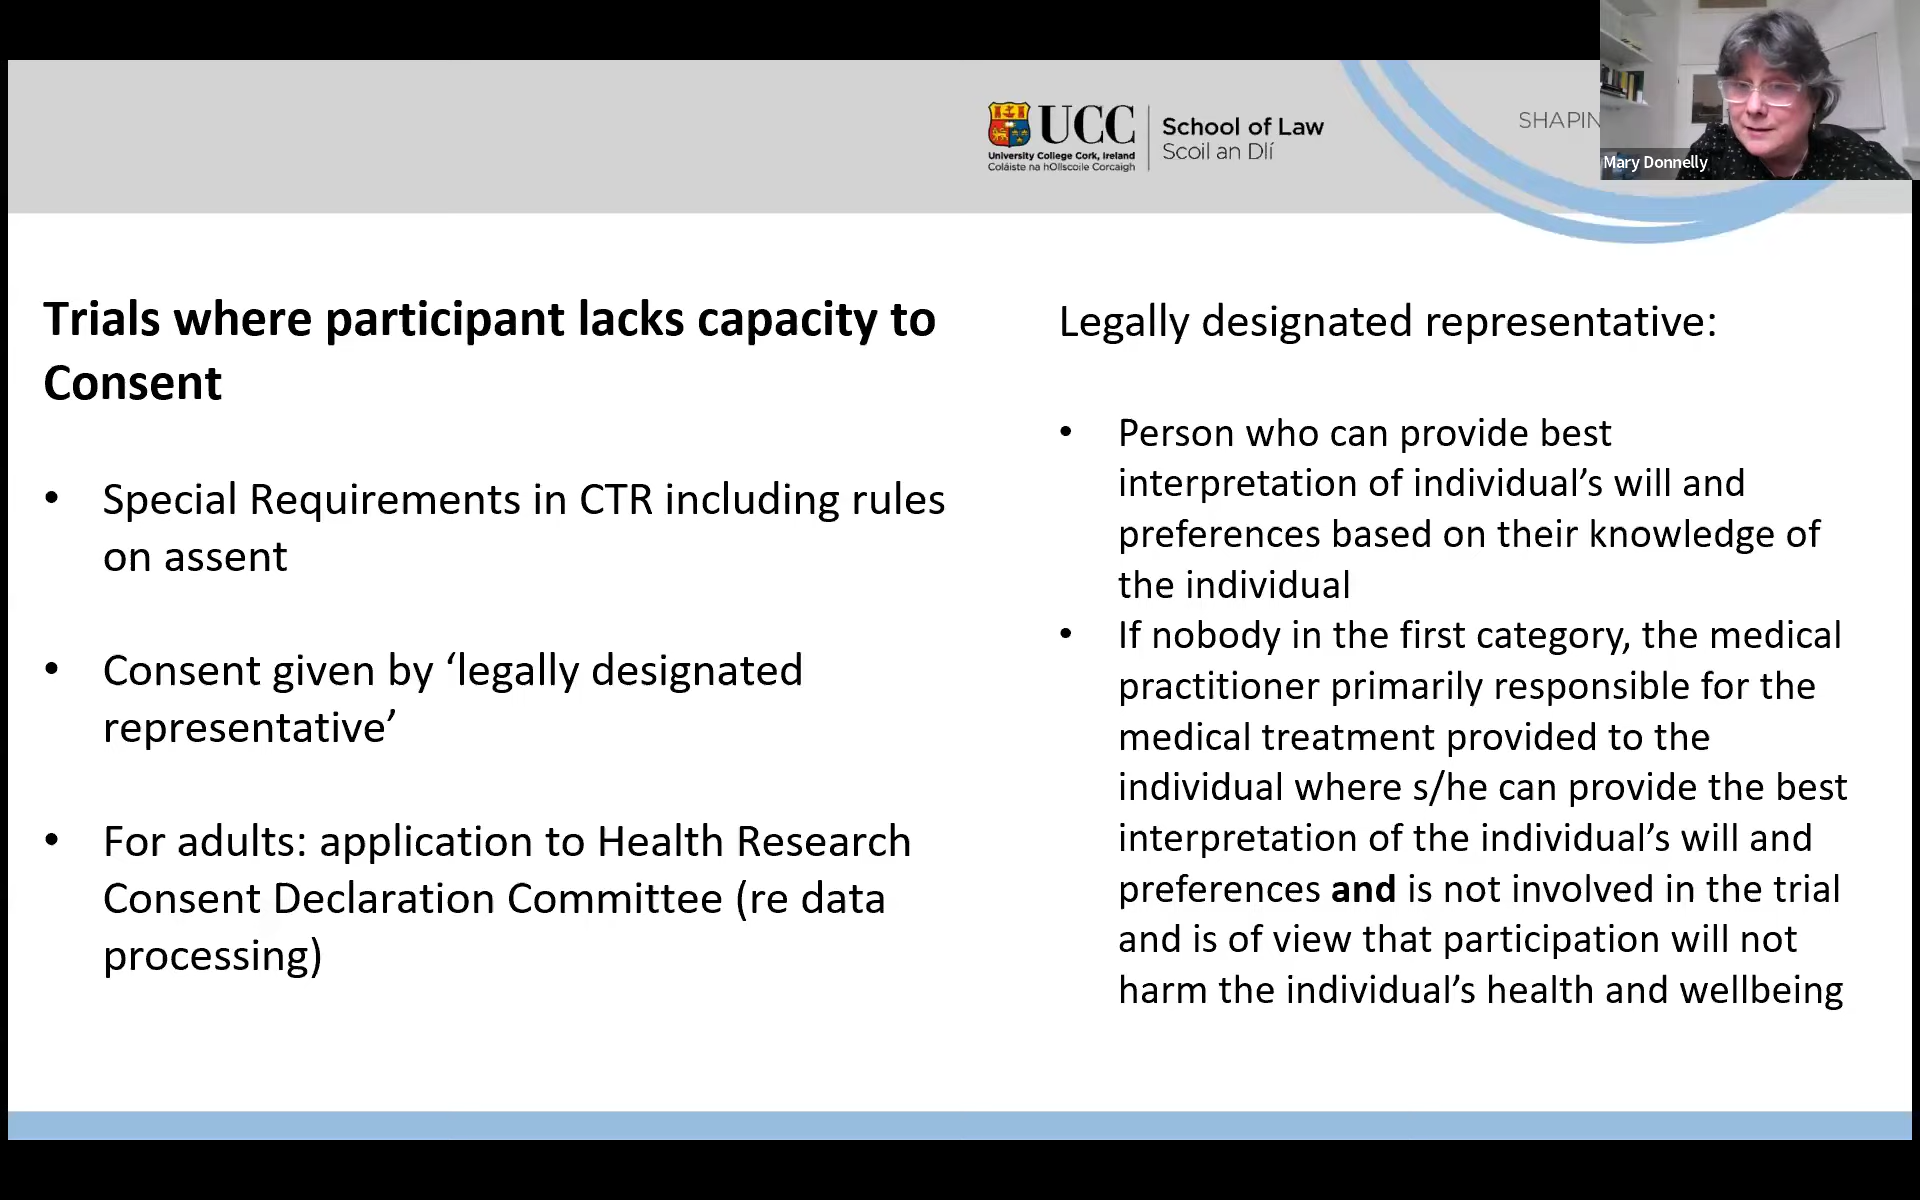 UCC
University College Cork, Ireland
Coláiste na hOllscoile Corcaigh
School of Law
Scoil an Dlí
SHAPIN
Mary Donnelly
Trials where participant lacks capacity to
Consent
• Special Requirements in CTR including rules
on assent
• Consent given by ‘legally designated
representative’
• For adults: application to Health Research
Consent Declaration Committee (re data
processing)
Legally designated representative:
• Person who can provide best
interpretation of individual’s will and
preferences based on their knowledge of
the individual
• If nobody in the first category, the medical
practitioner primarily responsible for the
medical treatment provided to the
individual where s/he can provide the best
interpretation of the individual’s will and
preferences and is not involved in the trial
and is of view that participation will not
harm the individual’s health and wellbeing